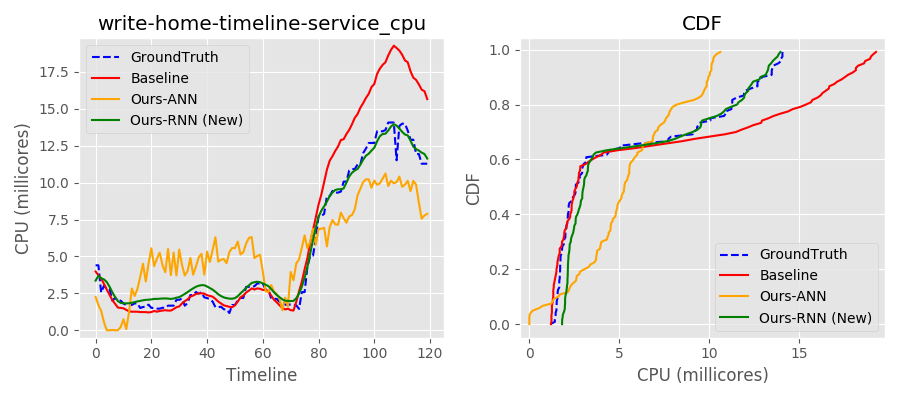 write-home-timeline-service_cpu
GroundTruth
Baseline
Ours-ANN
Ours-RNN (New)
CPU (millicores)
17.5
15.0
12.5
10.0
7.5
5.0
2.5
0.0
0 20 40 60 80 100 120
Timeline
CDF
CDF
1.0
0.8
0.6
0.4
0.2
0.0
GroundTruth
Baseline
Ours-ANN
Ours-RNN (New)
0 5 10 15
CPU (millicores)